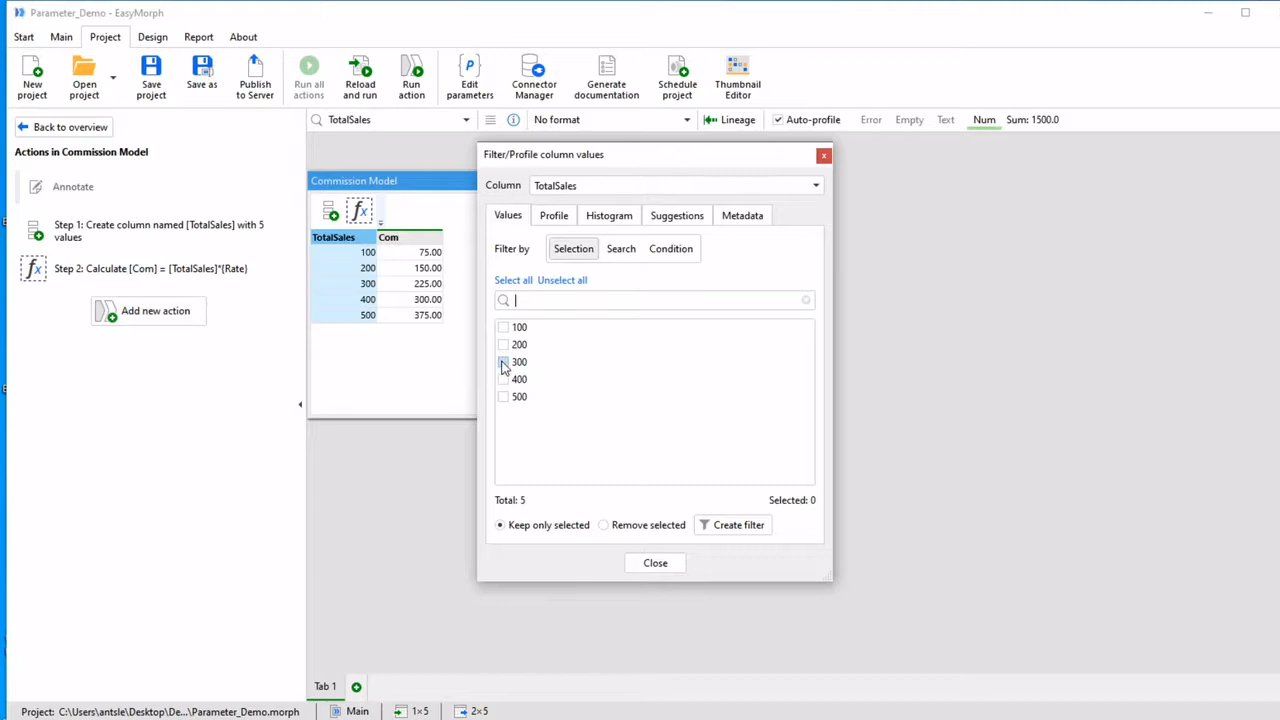 Parameter_Demo - EasyMorph
Start Main Project Design Report About
New project
Open project
Save project
Save as
Publish to Server
Run all actions
Reload and run
Run action
Edit parameters
Connector Manager
Generate documentation
Schedule project
Thumbnail Editor
Back to overview
TotalSales
No format
Lineage
Auto-profile
Error Empty Text Num Sum: 1500.0
Actions in Commission Model
Annotate
Step 1: Create column named [TotalSales] with 5
values
Step 2: Calculate [Com] = [TotalSales]*{Rate}
Add new action
Commission Model
TotalSales Com
100 75.00
200 150.00
300 225.00
400 300.00
500 375.00
Filter/Profile column values
Column TotalSales
Values Profile Histogram Suggestions Metadata
Filter by Selection Search Condition
Select all Unselect all
100
200
300
400
500
Total: 5 Selected: 0
Keep only selected Remove selected Create filter
Close
Tab 1
Project: C:\Users\antsle\Desktop\De...\Parameter_Demo.morph Main 1×5 2×5